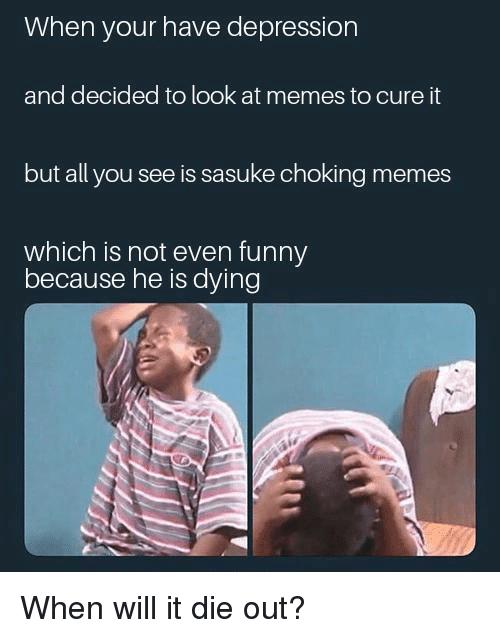 When your have depression
and decided to look at memes to cure it
but all you see is sasuke choking memes
which is not even funny
because he is dying
When will it die out?